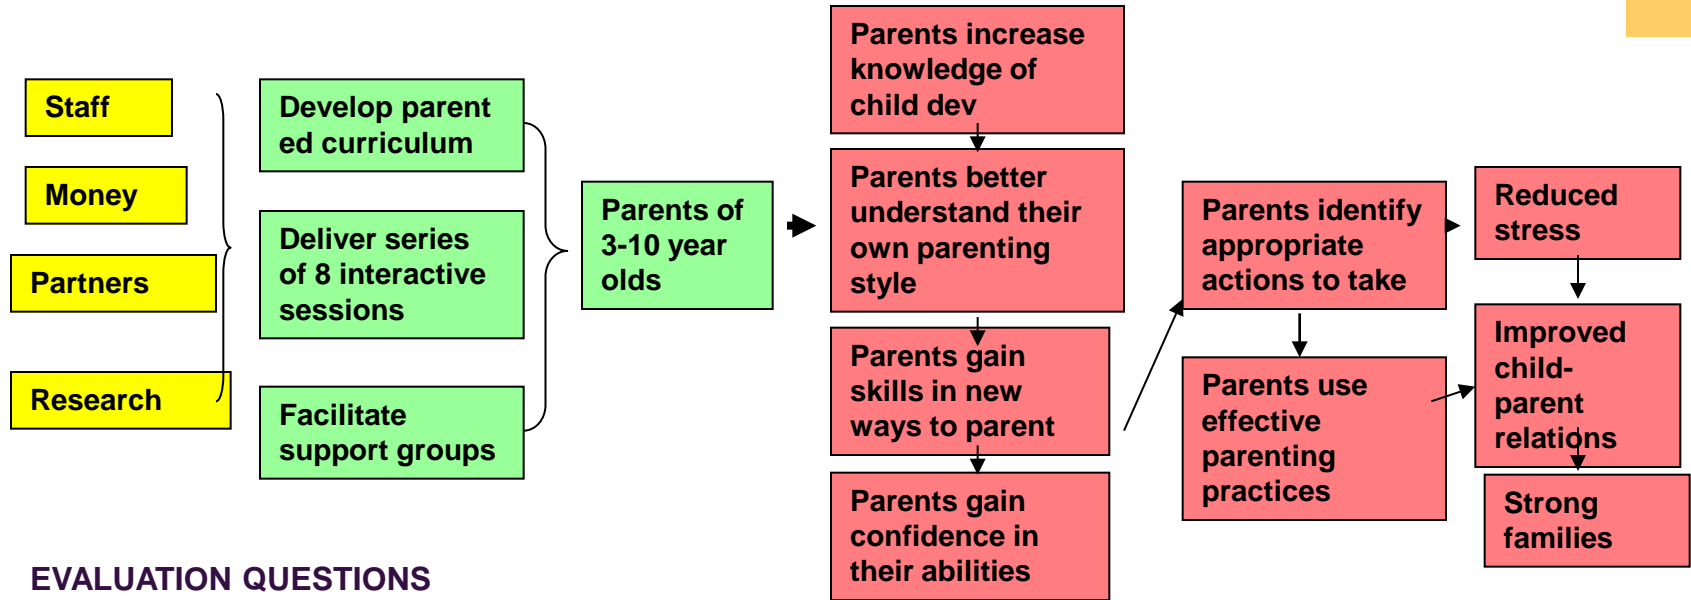 Staff
Money
Partners
Research
Develop parent
ed curriculum
Deliver series
of 8 interactive
sessions
Facilitate
support groups
Parents of
3-10 year
olds
Parents increase
knowledge of
child dev
Parents better
understand their
own parenting
style
Parents gain
skills in new
ways to parent
Parents gain
confidence in
their abilities
Parents identify
appropriate
actions to take
Parents use
effective
parenting
practices
Reduced
stress
Improved
child-
parent
relations
Strong
families
EVALUATION QUESTIONS